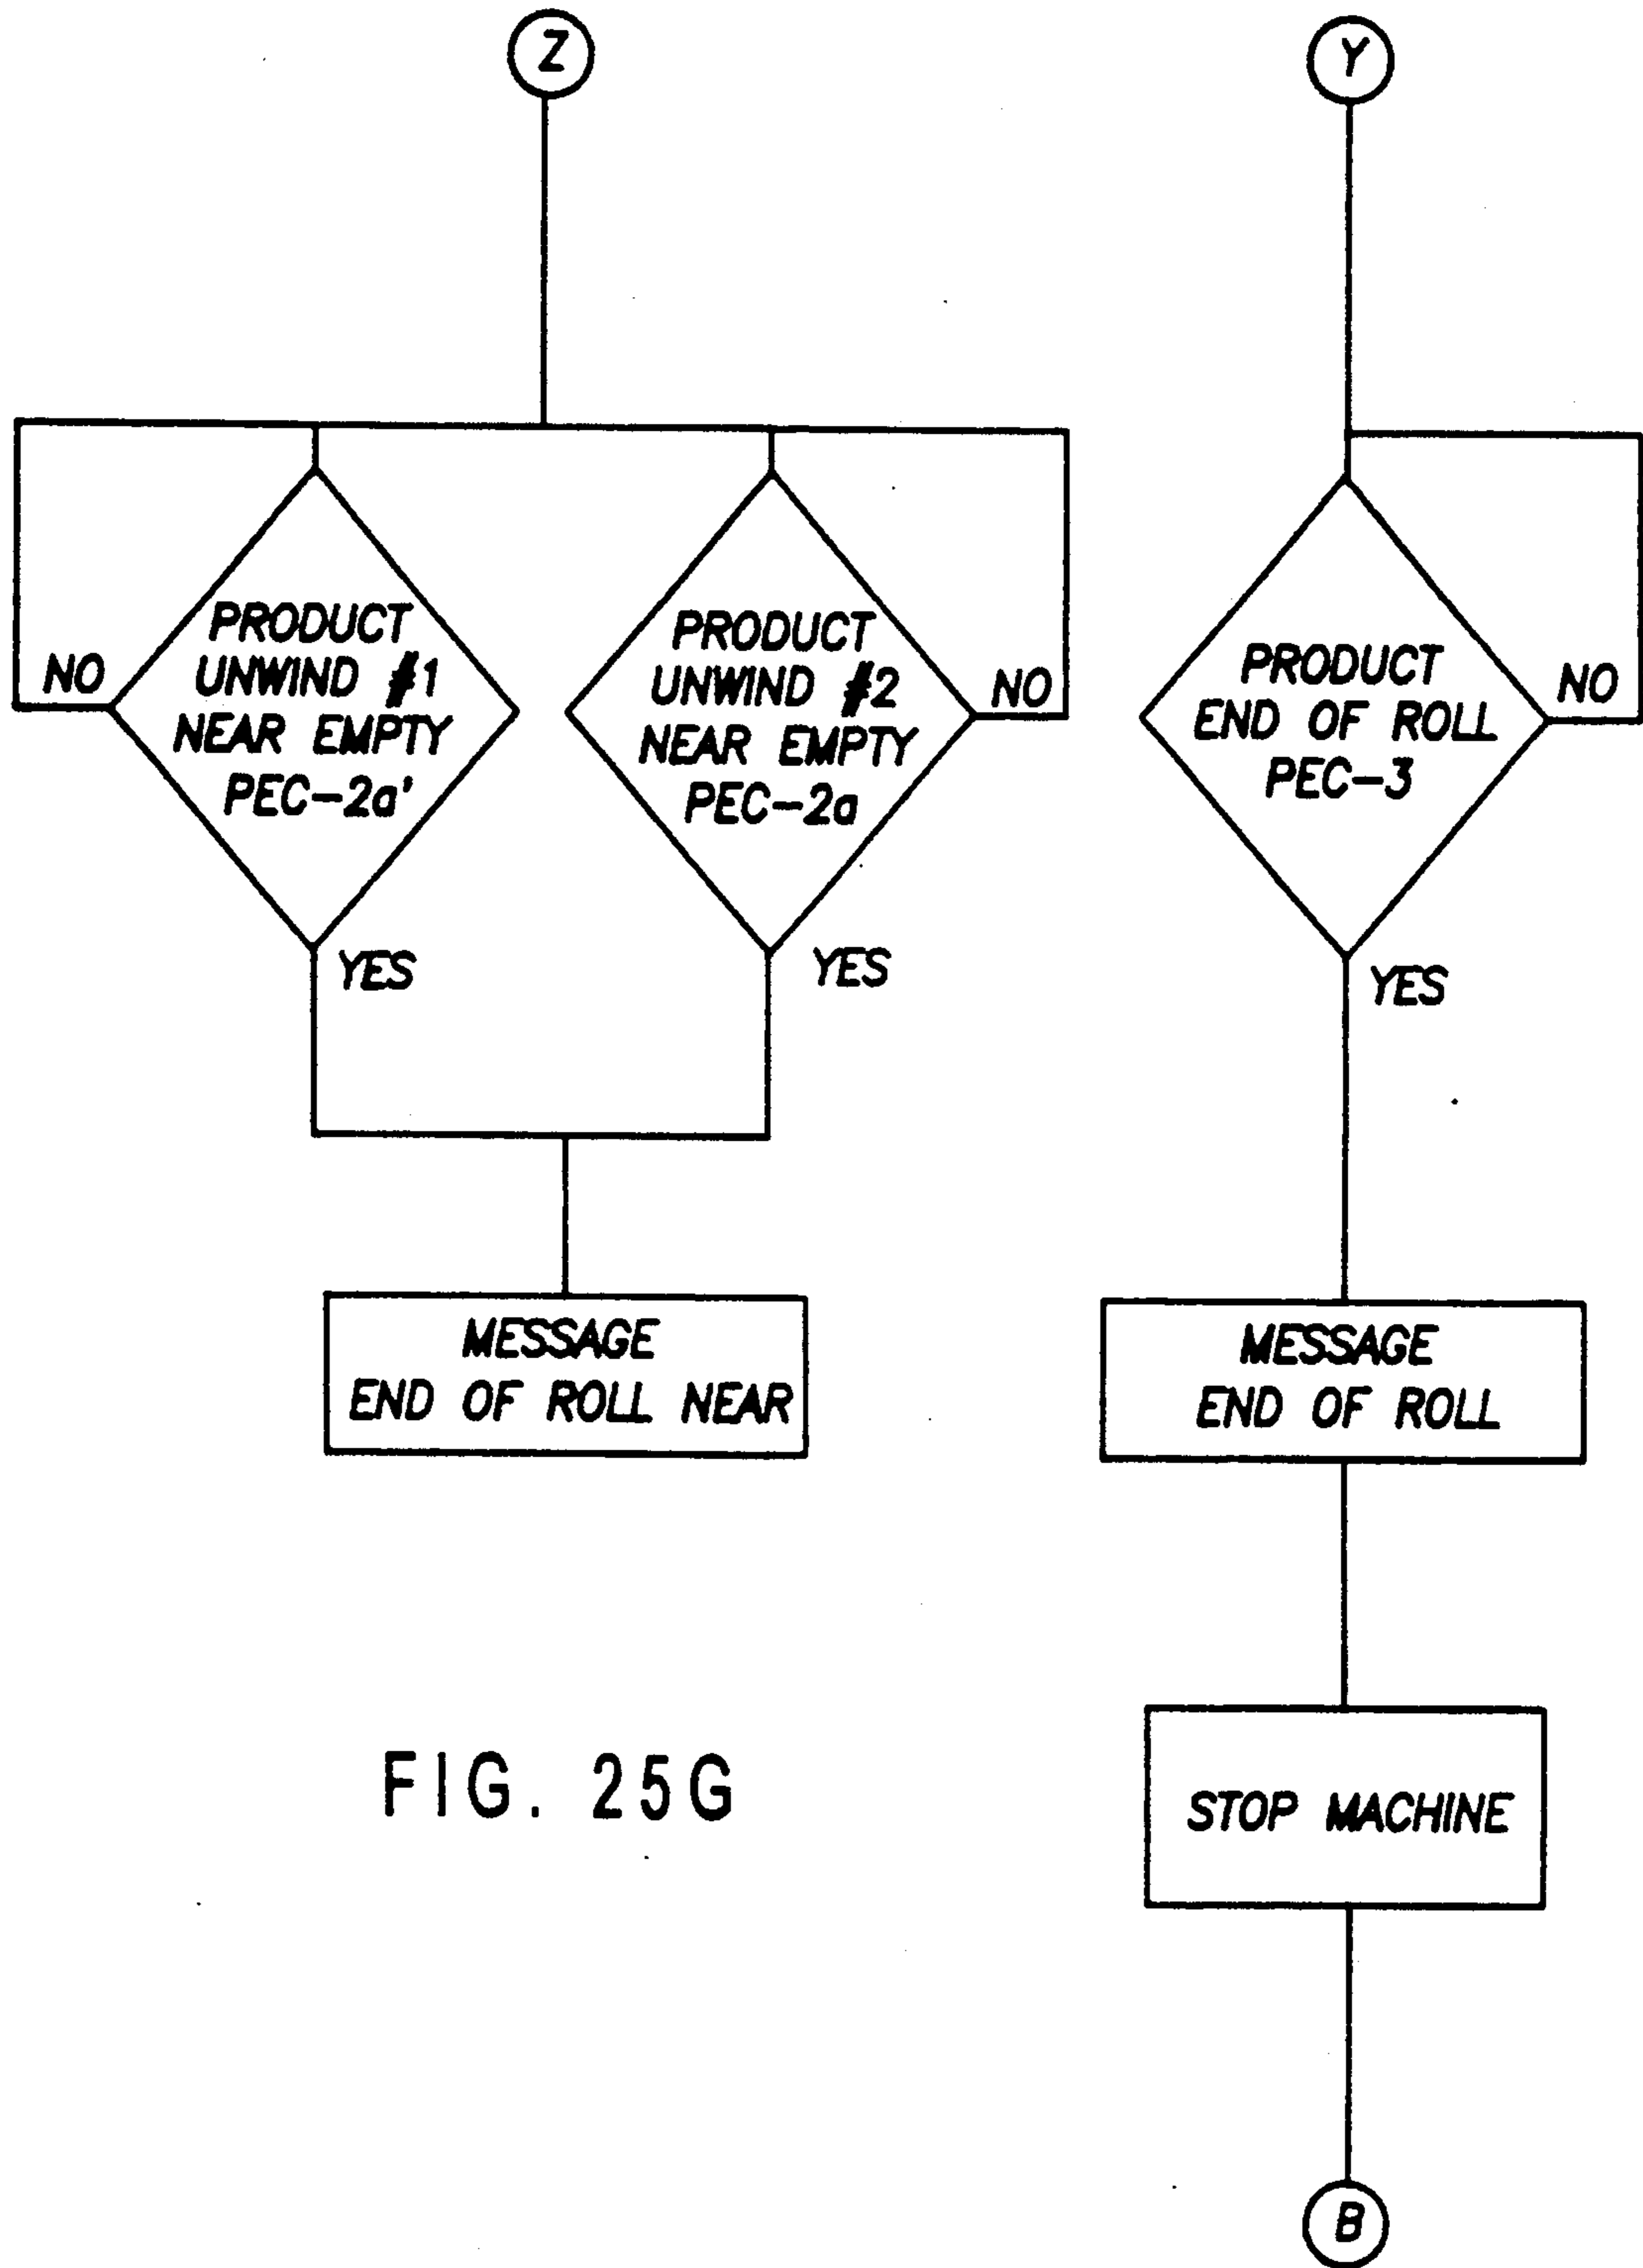 Z
Y
PRODUCT
UNWIND #1
NEAR EMPTY
PEC-2a'
NO
YES
PRODUCT
UNWIND #2
NEAR EMPTY
PEC-2a
NO
YES
MESSAGE
END OF ROLL NEAR
PRODUCT
END OF ROLL
PEC-3
NO
YES
MESSAGE
END OF ROLL
STOP MACHINE
B
FIG. 25G